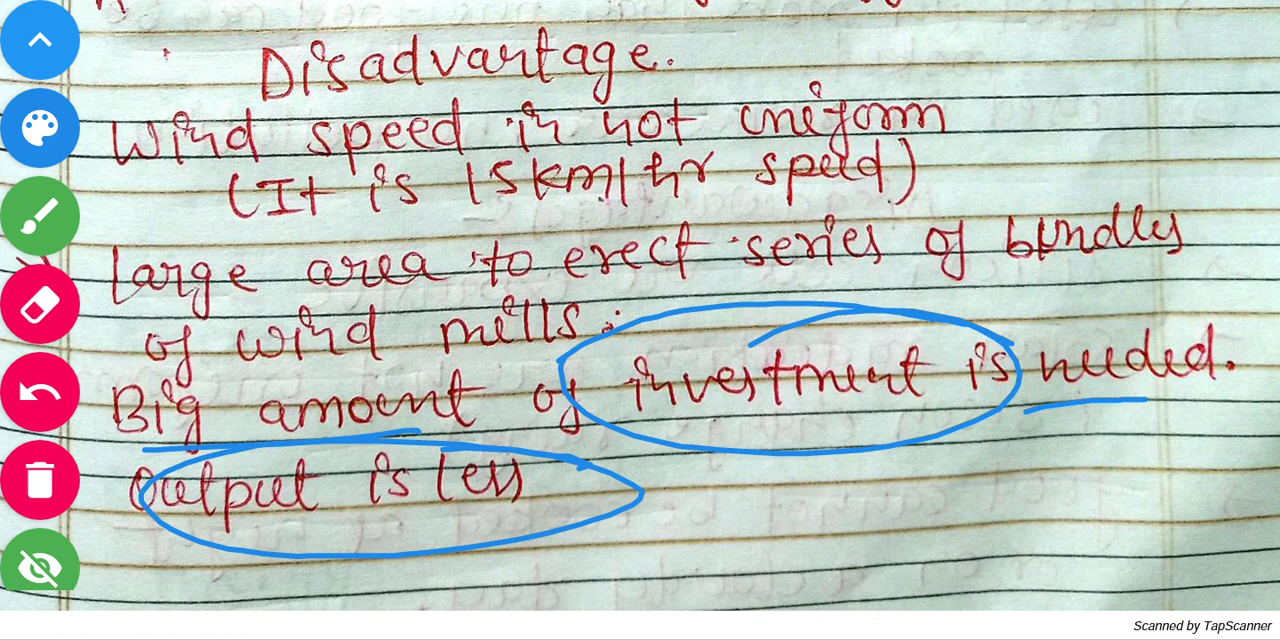 Disadvantage.
Wind speed is not uniform
(It is 15km/hr speed)
large area to erect series of bundles
of wind mills.
Big amount of investment is needed.
Output is less
Scanned by TapScanner